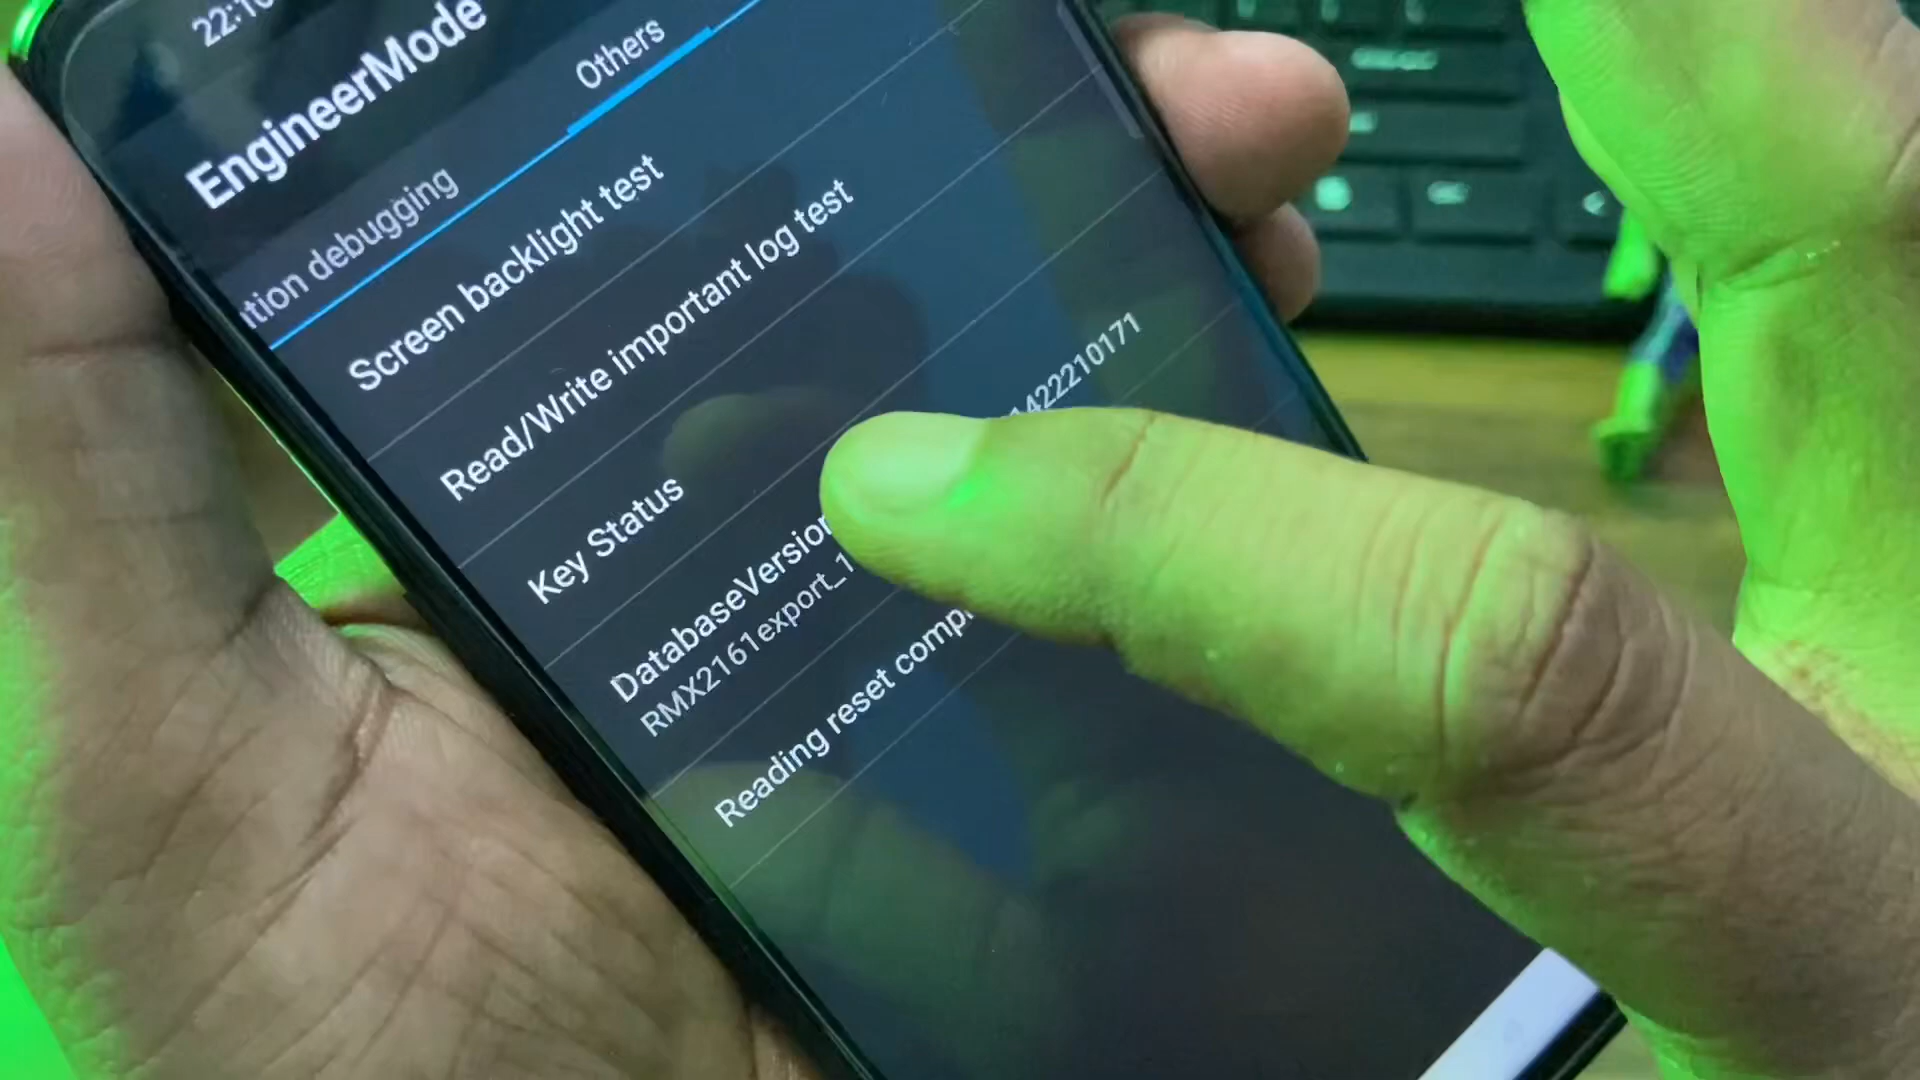 EngineerMode
Others
tion debugging
Screen backlight test
Read/Write important log test
Key Status
DatabaseVersion
RMX2161export_1 1422210171
Reading reset comp